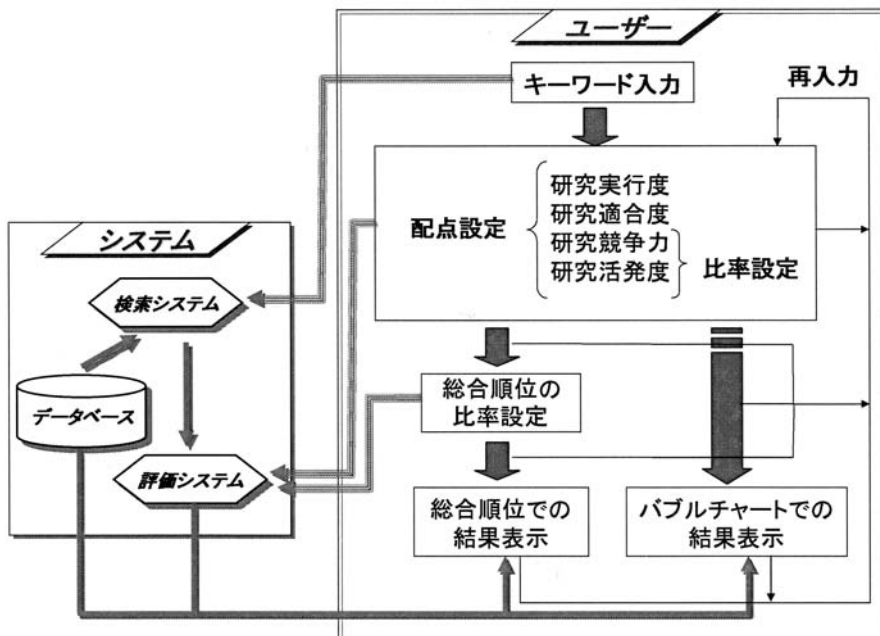 ユーザー
キーワード入力
再入力
配点設定
研究実行度
研究適合度
研究競争力
研究活発度
比率設定
システム
検索システム
データベース
評価システム
総合順位の
比率設定
総合順位での
結果表示
バブルチャートでの
結果表示